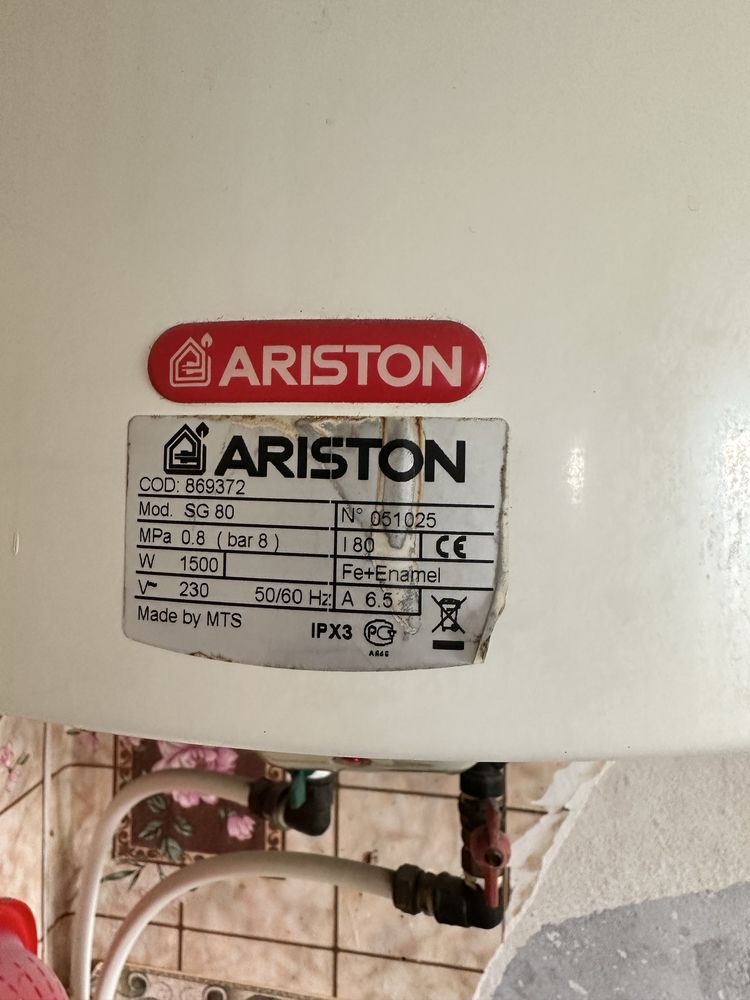 ARISTON
ARISTON
COD: 869372
Mod. SG 80
N° 051025
MPa 0.8 ( bar 8 )
l 80
CE
W 1500
Fe+Enamel
V~ 230 50/60 Hz
A 6.5
Made by MTS
IPX3